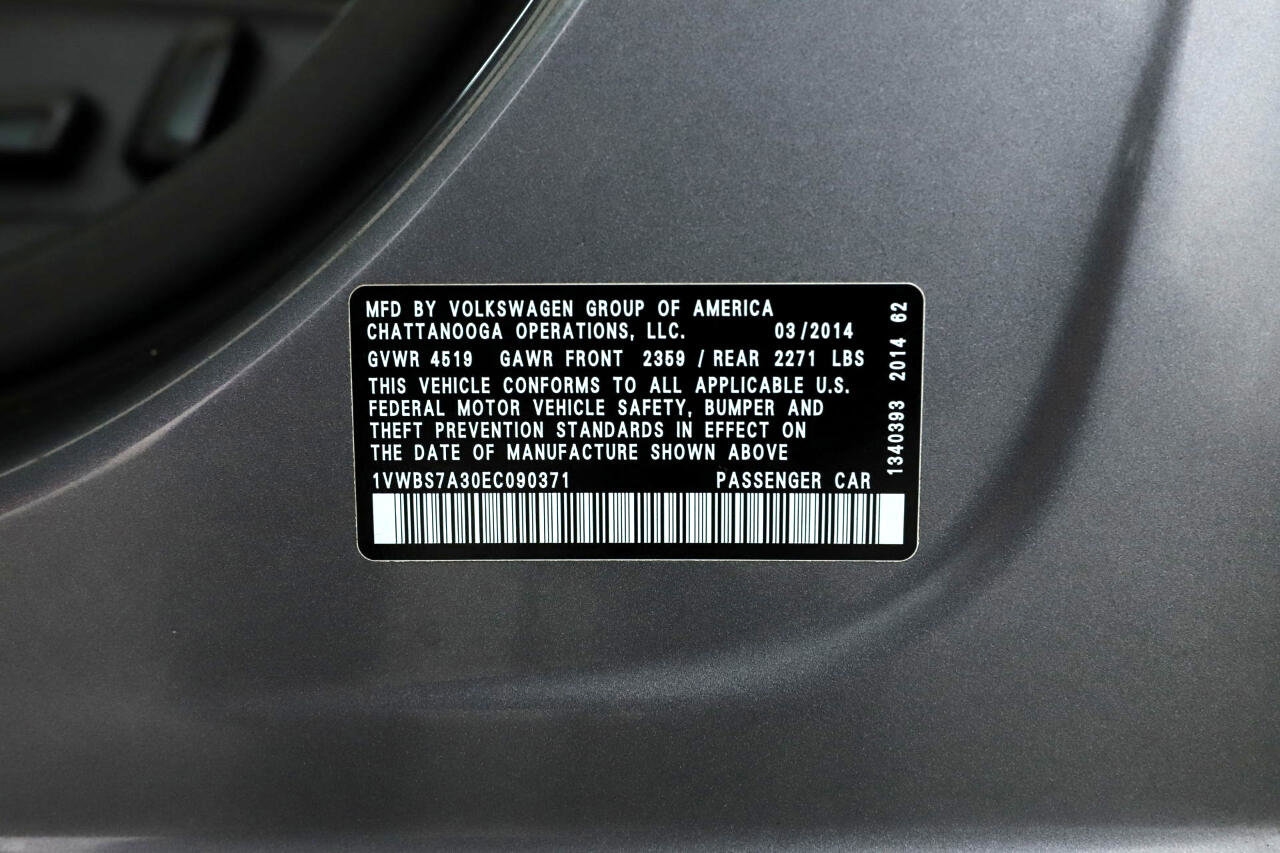 MFD BY VOLKSWAGEN GROUP OF AMERICA
CHATTANOOGA OPERATIONS, LLC. 03/2014
GVWR 4519 GAWR FRONT 2359 / REAR 2271 LBS
THIS VEHICLE CONFORMS TO ALL APPLICABLE U.S.
FEDERAL MOTOR VEHICLE SAFETY, BUMPER AND
THEFT PREVENTION STANDARDS IN EFFECT ON
THE DATE OF MANUFACTURE SHOWN ABOVE
1VWBS7A30EC090371 PASSENGER CAR
1340393 2014 62